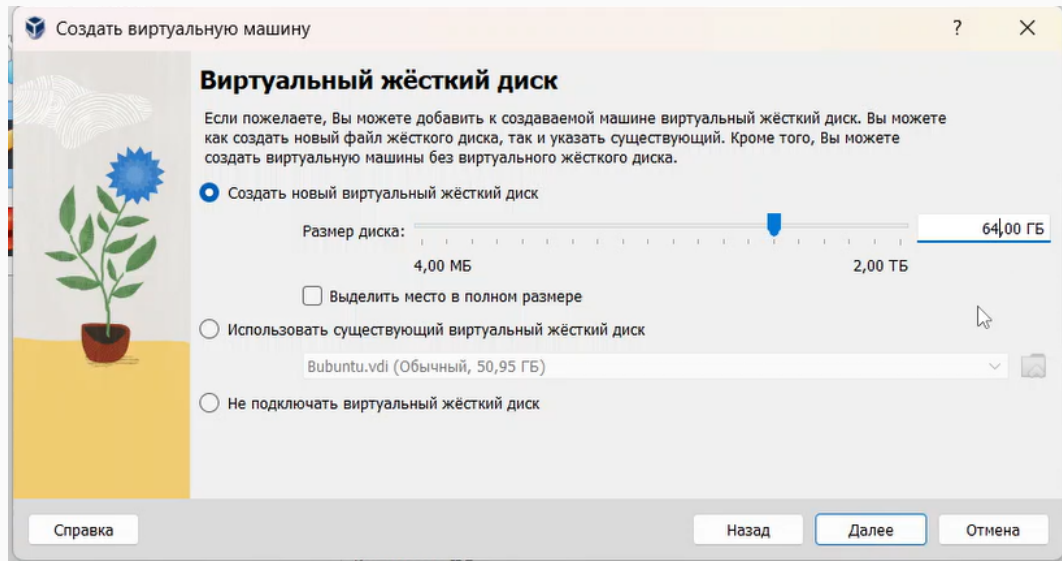 Создать виртуальную машину
?
Виртуальный жёсткий диск
Если пожелаете, Вы можете добавить к создаваемой машине виртуальный жёсткий диск. Вы можете
как создать новый файл жёсткого диска, так и указать существующий. Кроме того, Вы можете
создать виртуальную машины без виртуального жёсткого диска.
Создать новый виртуальный жёсткий диск
Размер диска:
64,00 ГБ
4,00 МБ
2,00 ТБ
Выделить место в полном размере
Использовать существующий виртуальный жёсткий диск
Bubuntu.vdi (Обычный, 50,95 ГБ)
Не подключать виртуальный жёсткий диск
Справка
Назад
Далее
Отмена